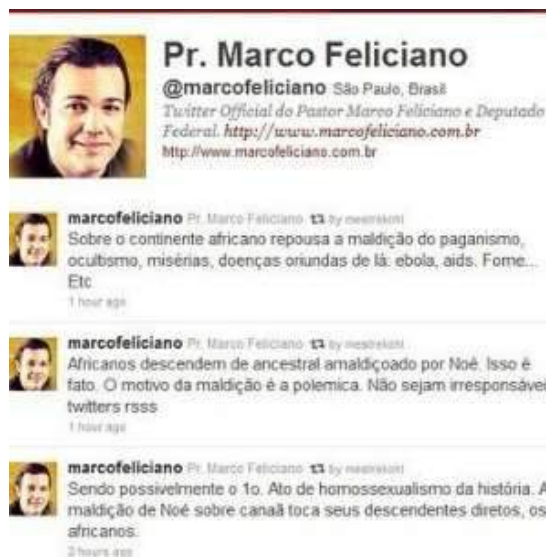 Pr. Marco Feliciano
@marcofeliciano São Paulo, Brasil
Twitter Official do Pastor Marco Feliciano e Deputado
Federal. http://www.marcofeliciano.com.br
http://www.marcofeliciano.com.br
marcofeliciano Pr. Marco Feliciano by
Sobre o continente africano repousa a maldição do paganismo,
ocultismo, misérias, doenças oriundas de lá: ebola, aids. Fome...
Etc
1 hour ago
marcofeliciano Pr. Marco Feliciano by
Africanos descendem de ancestral amaldiçoado por Noé. Isso é
fato. O motivo da maldição é a polemica. Não sejam irresponsávei
twitters rsss
1 hour ago
marcofeliciano Pr. Marco Feliciano by
Sendo possivelmente o 1o. Ato de homossexualismo da história. A
maldição de Noé sobre canaã toca seus descendentes diretos, os
africanos.
2 hours ago